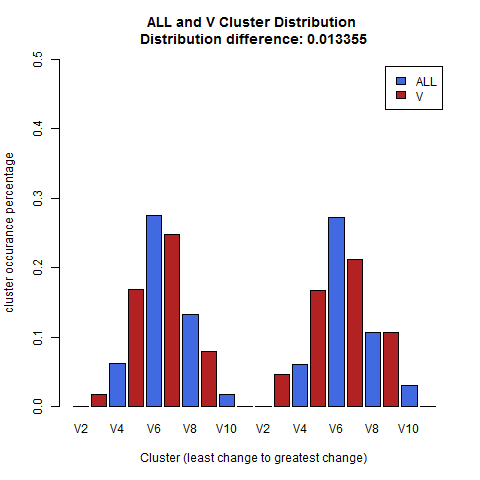 ALL and V Cluster Distribution
Distribution difference: 0.013355
ALL
V
cluster occurance percentage
0.5
0.4
0.3
0.2
0.1
0.0
V2 V4 V6 V8 V10 V2 V4 V6 V8 V10
Cluster (least change to greatest change)